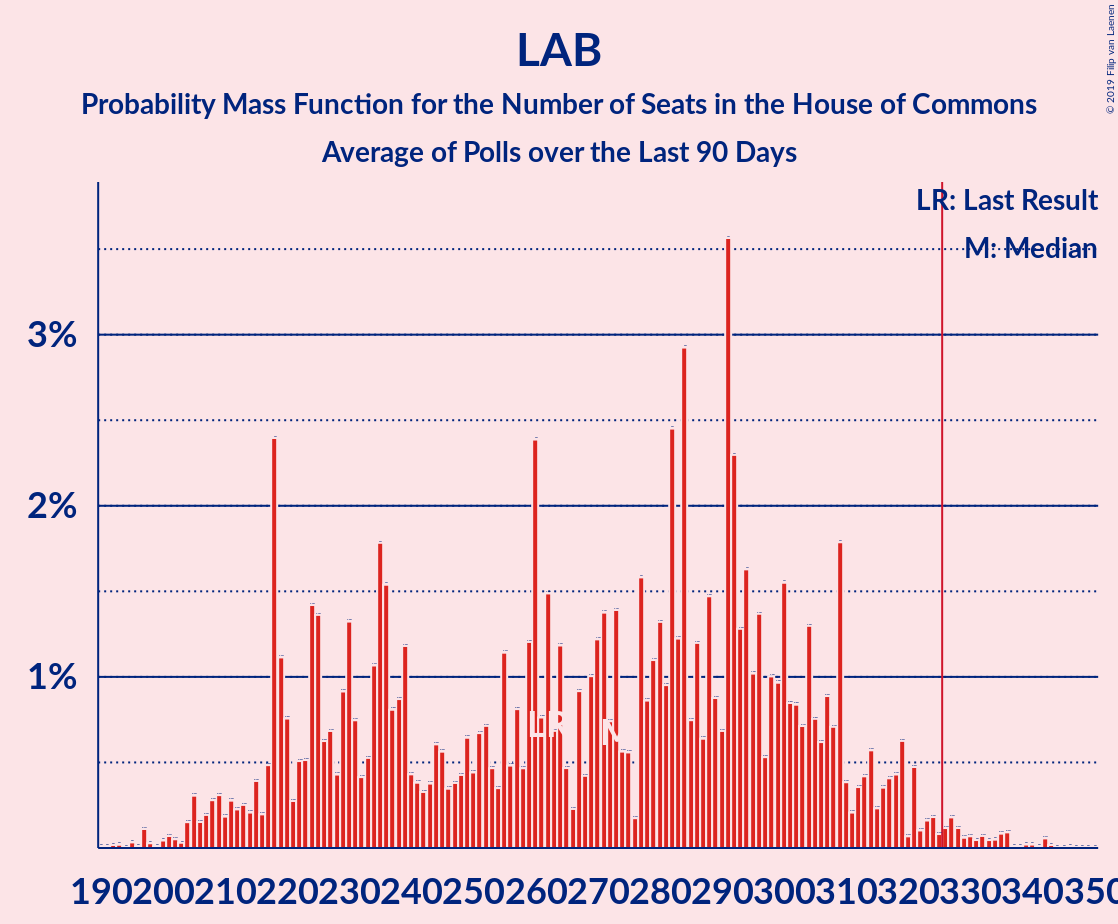 LAB
Probability Mass Function for the Number of Seats in the House of Commons
Average of Polls over the Last 90 Days
© 2019 Filip van Laenen
LR: Last Result
M: Median
3%
2%
1%
LR
190 200 210 220 230 240 250 260 270 280 290 300 310 320 330 340 350